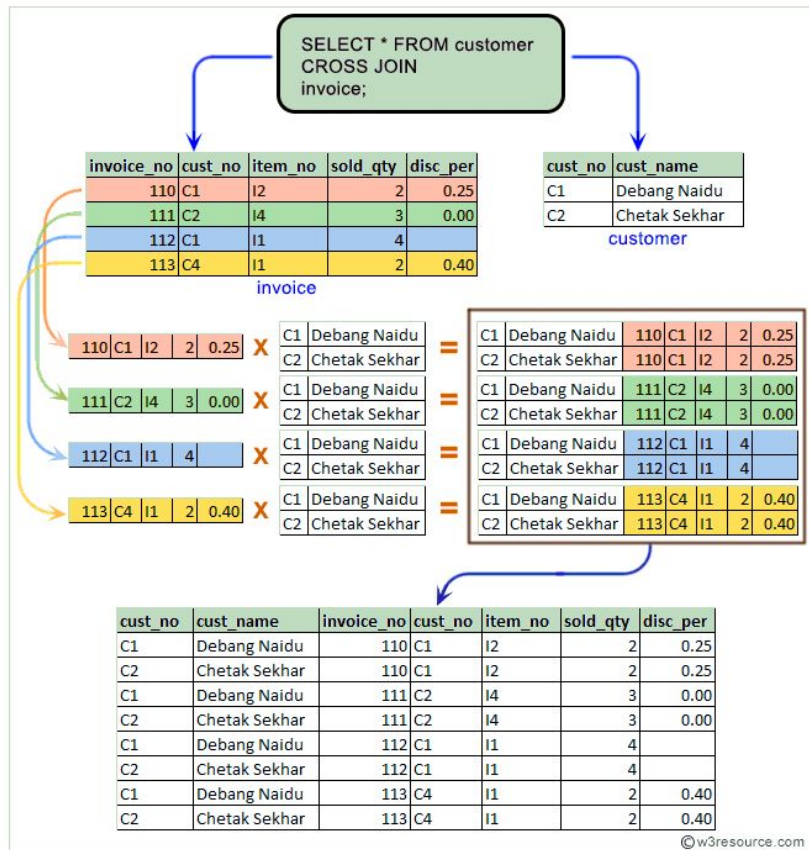 SELECT * FROM customer
CROSS JOIN
invoice;
invoice_no cust_no item_no sold_qty disc_per
110 C1 I2 2 0.25
111 C2 I4 3 0.00
112 C1 I1 4
113 C4 I1 2 0.40
invoice
cust_no cust_name
C1 Debang Naidu
C2 Chetak Sekhar
customer
110 C1 I2 2 0.25 X C1 Debang Naidu = C1 Debang Naidu 110 C1 I2 2 0.25
C2 Chetak Sekhar C2 Chetak Sekhar 110 C1 I2 2 0.25
111 C2 I4 3 0.00 X C1 Debang Naidu = C1 Debang Naidu 111 C2 I4 3 0.00
C2 Chetak Sekhar C2 Chetak Sekhar 111 C2 I4 3 0.00
112 C1 I1 4 X C1 Debang Naidu = C1 Debang Naidu 112 C1 I1 4
C2 Chetak Sekhar C2 Chetak Sekhar 112 C1 I1 4
113 C4 I1 2 0.40 X C1 Debang Naidu = C1 Debang Naidu 113 C4 I1 2 0.40
C2 Chetak Sekhar C2 Chetak Sekhar 113 C4 I1 2 0.40
cust_no cust_name invoice_no cust_no item_no sold_qty disc_per
C1 Debang Naidu 110 C1 I2 2 0.25
C2 Chetak Sekhar 110 C1 I2 2 0.25
C1 Debang Naidu 111 C2 I4 3 0.00
C2 Chetak Sekhar 111 C2 I4 3 0.00
C1 Debang Naidu 112 C1 I1 4
C2 Chetak Sekhar 112 C1 I1 4
C1 Debang Naidu 113 C4 I1 2 0.40
C2 Chetak Sekhar 113 C4 I1 2 0.40
© w3resource.com